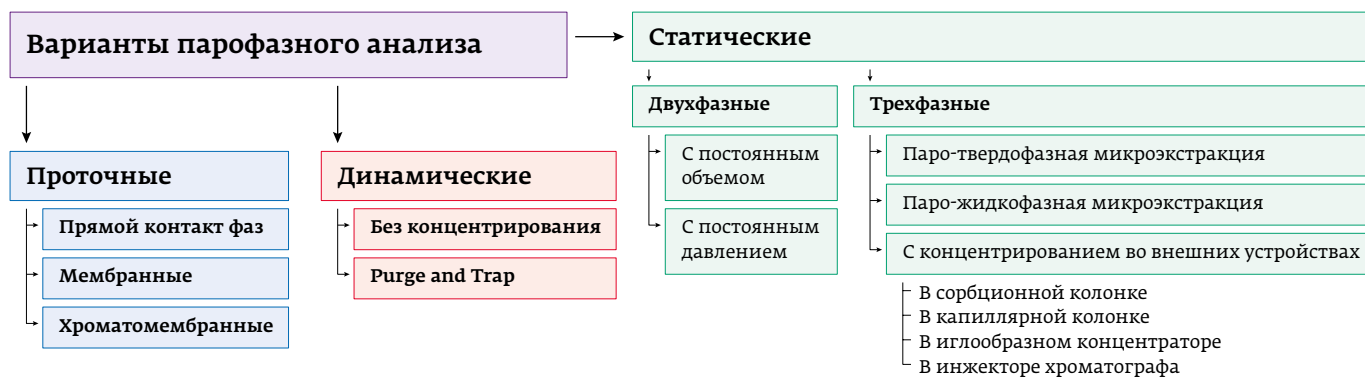 Варианты парофазного анализа
Статические
Двухфазные
Трехфазные
С постоянным
объемом
С постоянным
давлением
Паро-твердофазная микроэкстракция
Паро-жидкофазная микроэкстракция
С концентрированием во внешних устройствах
В сорбционной колонке
В капиллярной колонке
В иглообразном концентраторе
В инжекторе хроматографа
Проточные
Прямой контакт фаз
Мембранные
Хроматомембранные
Динамические
Без концентрирования
Purge and Trap